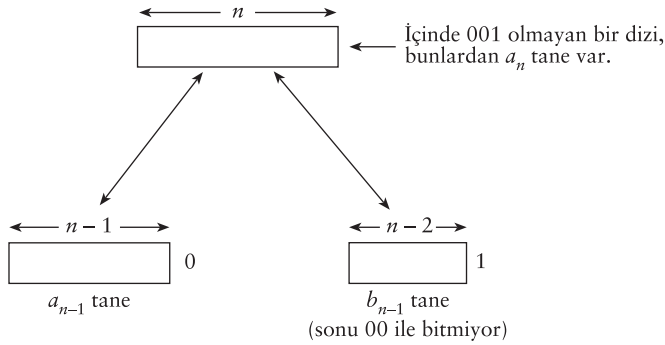 n
İçinde 001 olmayan bir dizi,
bunlardan aₙ tane var.
n – 1
n – 2
0
1
aₙ₋₁ tane
bₙ₋₁ tane
(sonu 00 ile bitmiyor)